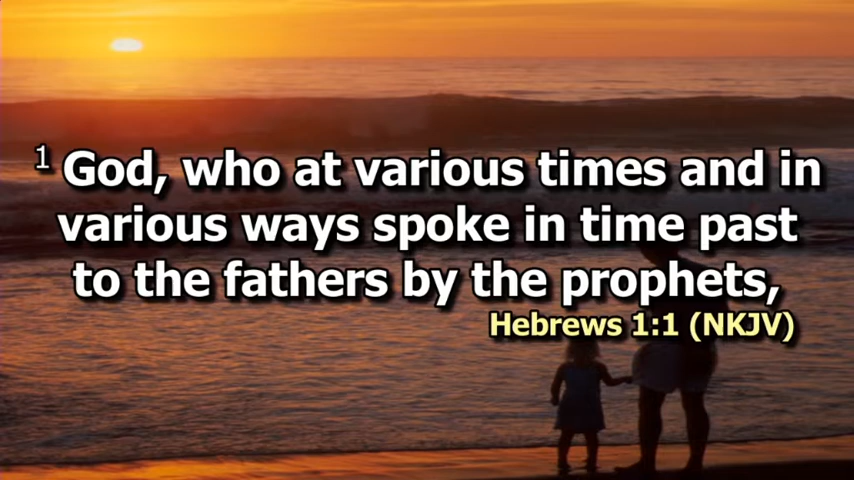 1 God, who at various times and in
various ways spoke in time past
to the fathers by the prophets,
Hebrews 1:1 (NKJV)